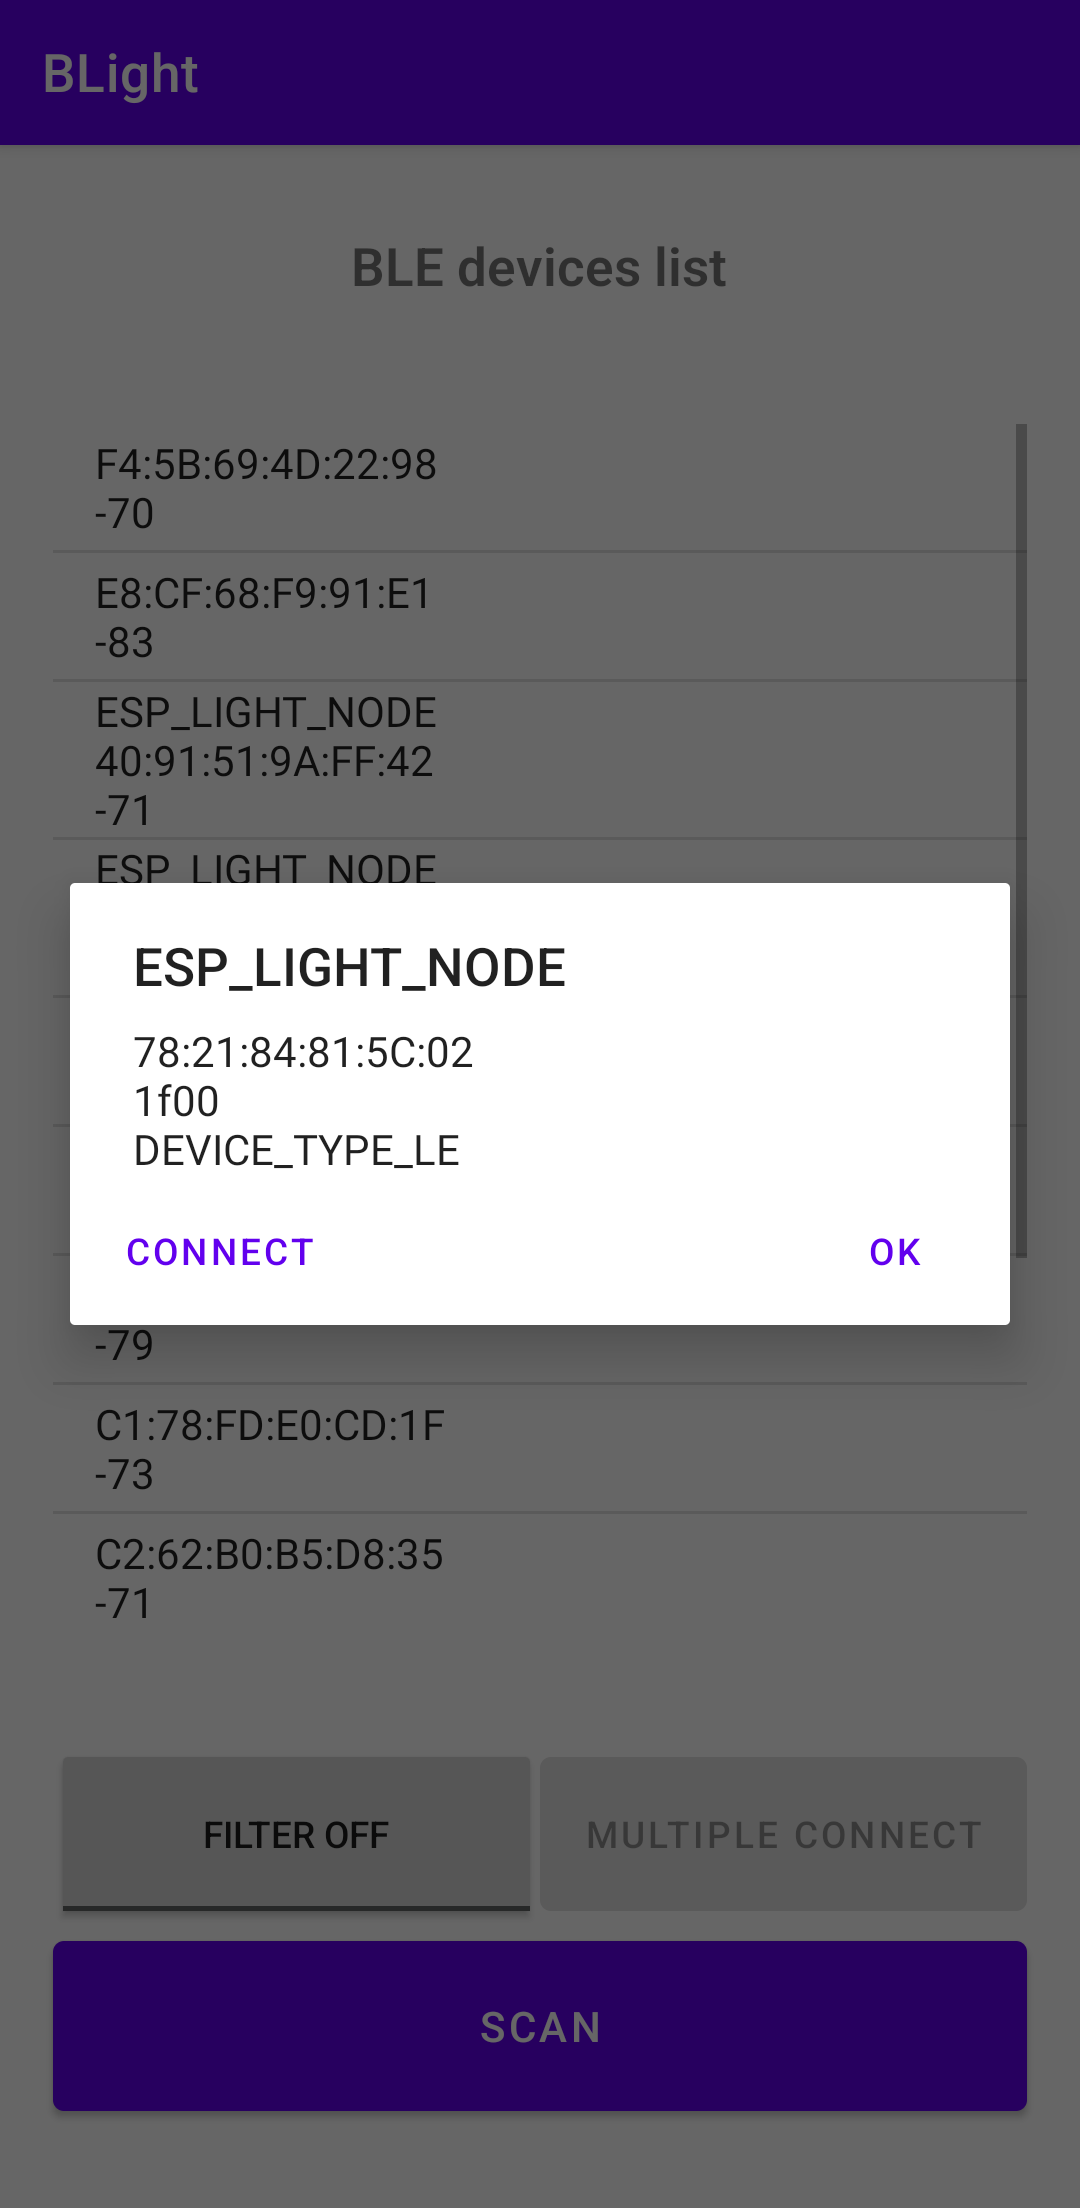 BLight
BLE devices list
F4:5B:69:4D:22:98
-70
E8:CF:68:F9:91:E1
-83
ESP_LIGHT_NODE
40:91:51:9A:FF:42
-71
ESP_LIGHT_NODE
ESP_LIGHT_NODE
78:21:84:81:5C:02
1f00
DEVICE_TYPE_LE
CONNECT OK
-79
C1:78:FD:E0:CD:1F
-73
C2:62:B0:B5:D8:35
-71
FILTER OFF MULTIPLE CONNECT
SCAN